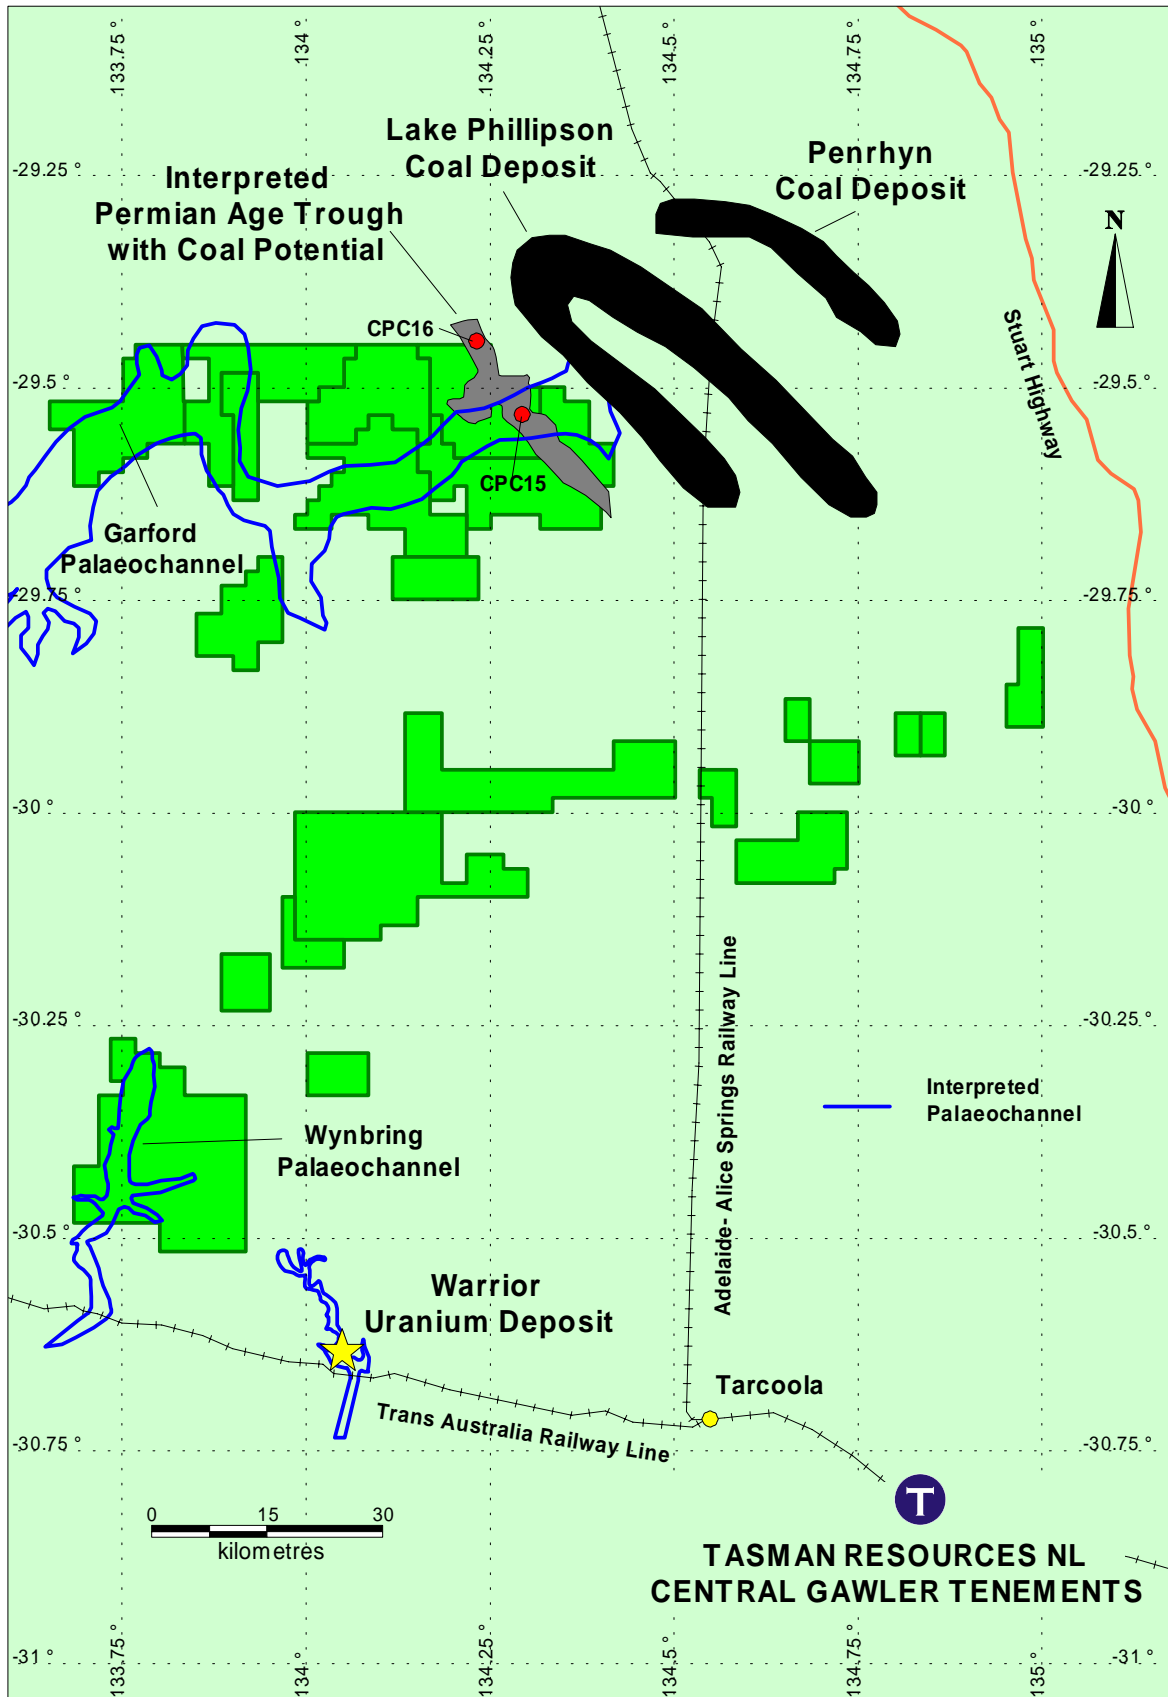 133.75 °
134 °
134.25 °
134.5 °
134.75 °
135 °
Lake Phillipson
Coal Deposit
Penrhyn
Coal Deposit
-29.25 °
-29.25 °
Interpreted
Permian Age Trough
with Coal Potential
N
CPC16
Stuart Highway
-29.5 °
-29.5 °
CPC15
Garford
Palaeochannel
-29.75 °
-29.75 °
-30 °
-30 °
Adelaide- Alice Springs Railway Line
-30.25 °
-30.25 °
Interpreted
Palaeochannel
Wynbring
Palaeochannel
-30.5 °
-30.5 °
Warrior
Uranium Deposit
Tarcoola
Trans Australia Railway Line
-30.75 °
-30.75 °
T
0 15 30
kilometres
TASMAN RESOURCES NL
CENTRAL GAWLER TENEMENTS
133.75 °
134 °
134.25 °
134.5 °
134.75 °
135 °
-31 °
-31 °